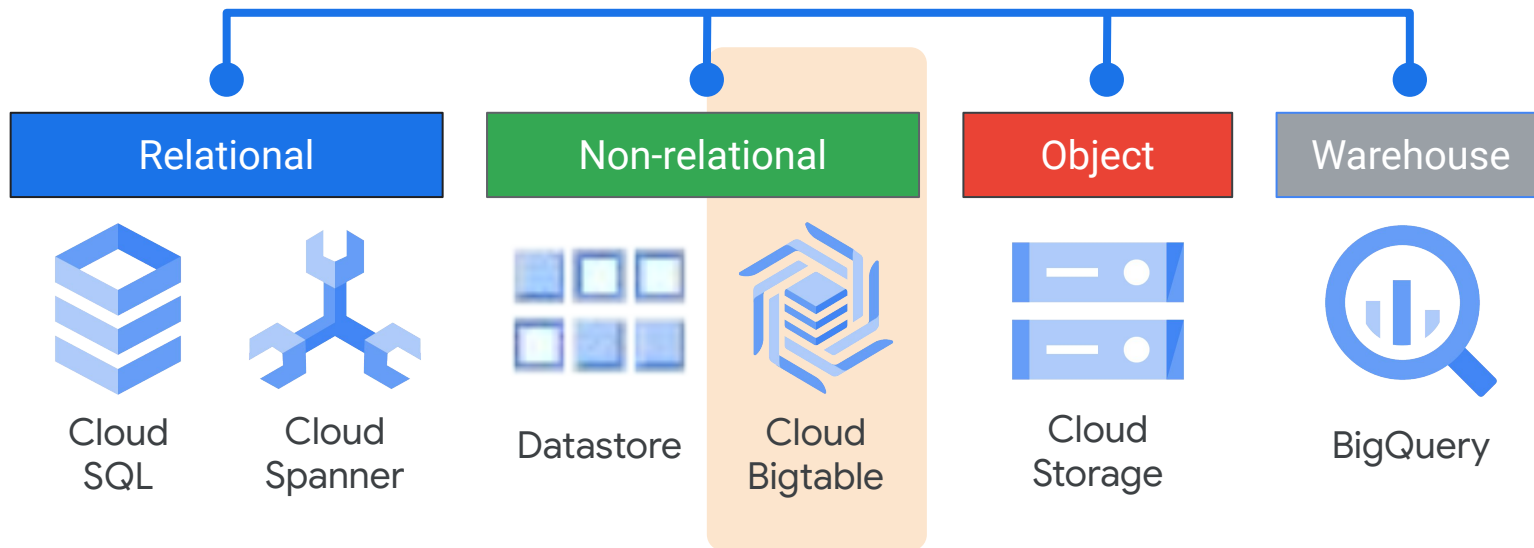 Relational
Non-relational
Object
Warehouse
Cloud
SQL
Cloud
Spanner
Datastore
Cloud
Bigtable
Cloud
Storage
BigQuery